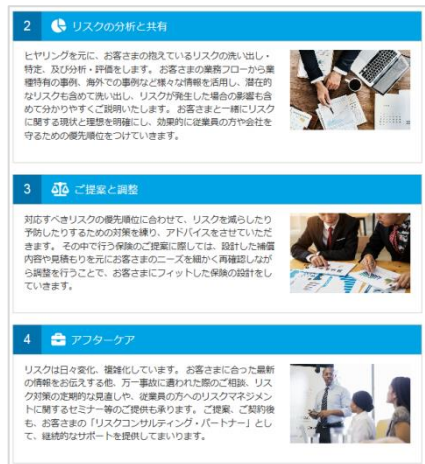 2 リスクの分析と共有
ヒヤリングを元に、お客さまの抱えているリスクの洗い出し・
特定、及び分析・評価をします。 お客さまの業務フローから業
種特有の事例、海外での事例など様々な情報を活用し、潜在的
なリスクも含めて洗い出し、リスクが発生した場合の影響も含
めて分かりやすくご説明いたします。 お客さまと一緒にリスク
に関する現状と理想を明確にし、効果的に従業員の方や会社を
守るための優先順位をつけていきます。
3 ご提案と調整
対応すべきリスクの優先順位に合わせて、リスクを減らしたり
予防したりするための対策を練り、アドバイスをさせていただ
きます。 その中で行う保険のご提案に際しては、設計した補償
内容や見積もりを元にお客さまのニーズを細かく再確認しなが
ら調整を行うことで、お客さまにフィットした保険の設計をし
ていきます。
4 アフターケア
リスクは日々変化、複雑化しています。 お客さまに合った最新
の情報をお伝えする他、万一事故に遭われた際のご相談、リス
ク対策の定期的な見直しや、従業員の方へのリスクマネジメン
トに関するセミナー等のご提供も承ります。 ご提案、ご契約後
も、お客さまの「リスクコンサルティング・パートナー」とし
て、継続的なサポートを提供してまいります。